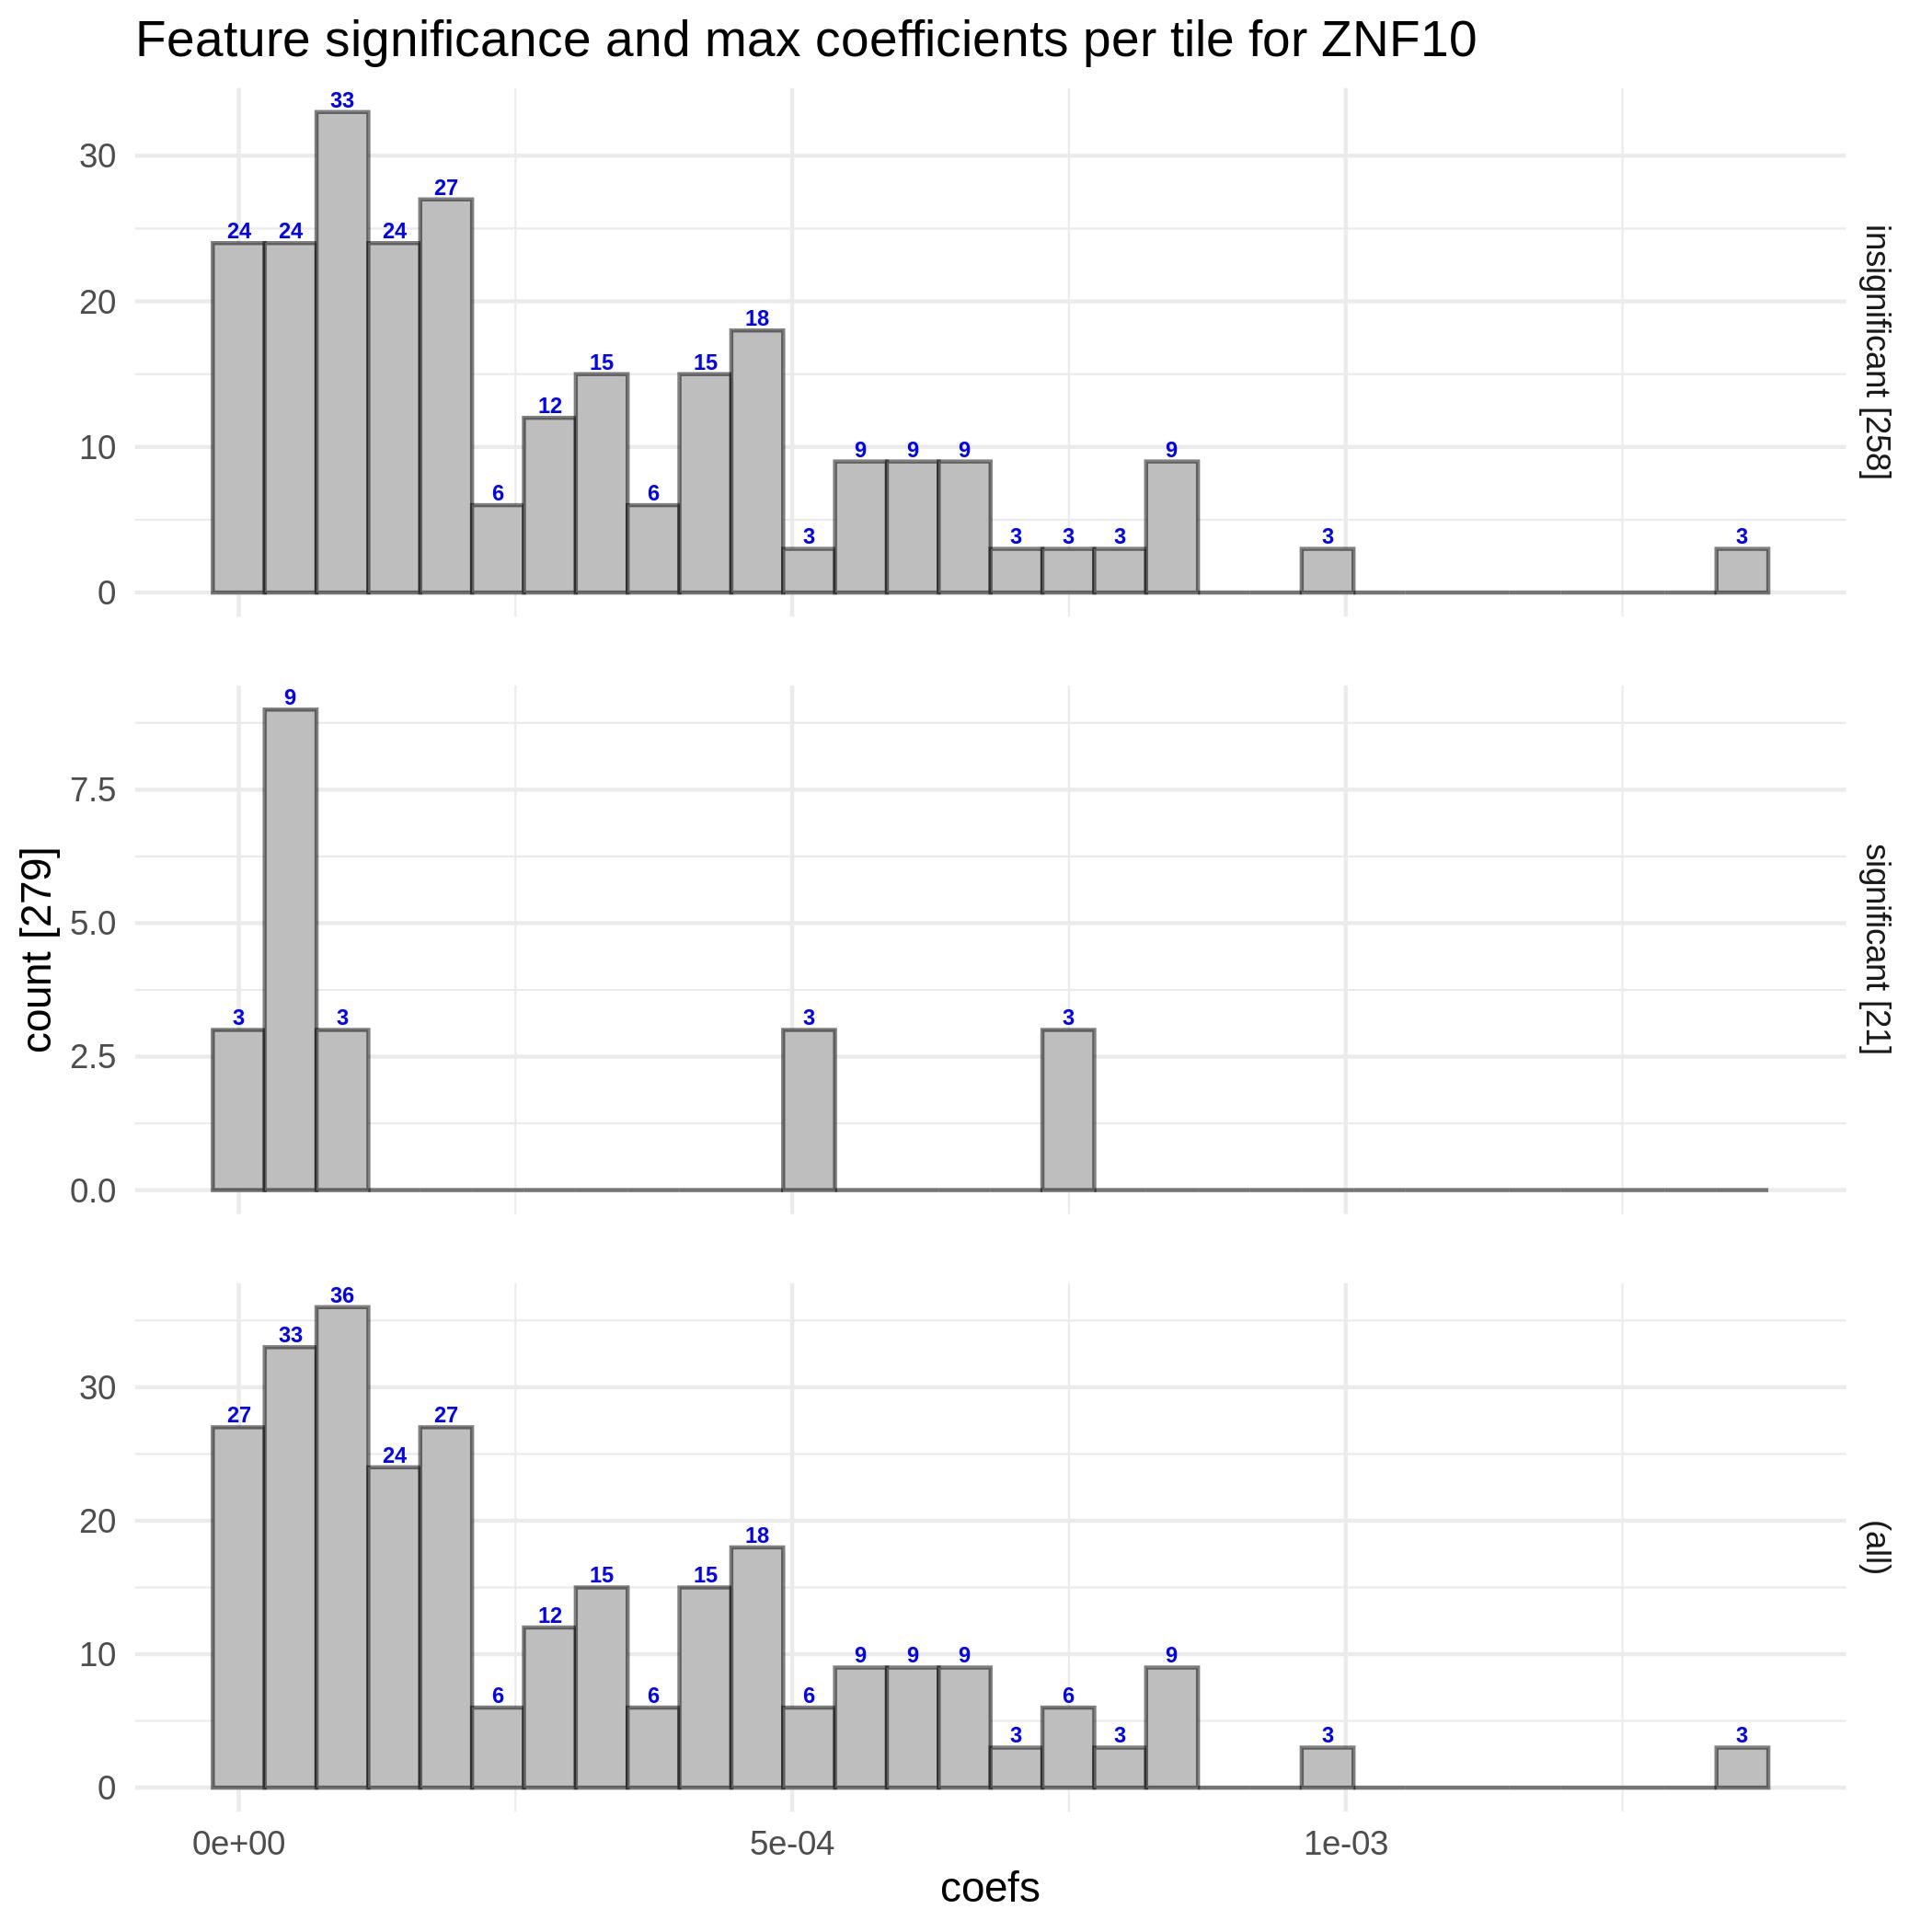 Feature significance and max coefficients per tile for ZNF10
33
30
27
24 24 24
20
18
15 15
12
10
9 9 9 9
6 6
3 3 3 3 3 3
0
insignificant [258]
9
7.5
5.0
3 3 3 3
2.5
0.0
significant [21]
count [279]
36
33
30
27 27
24
20
18
15 15
12
10
9 9 9 9
6 6 6 6
3 3 3 3
0
(all)
0e+00 5e-04 1e-03
coefs